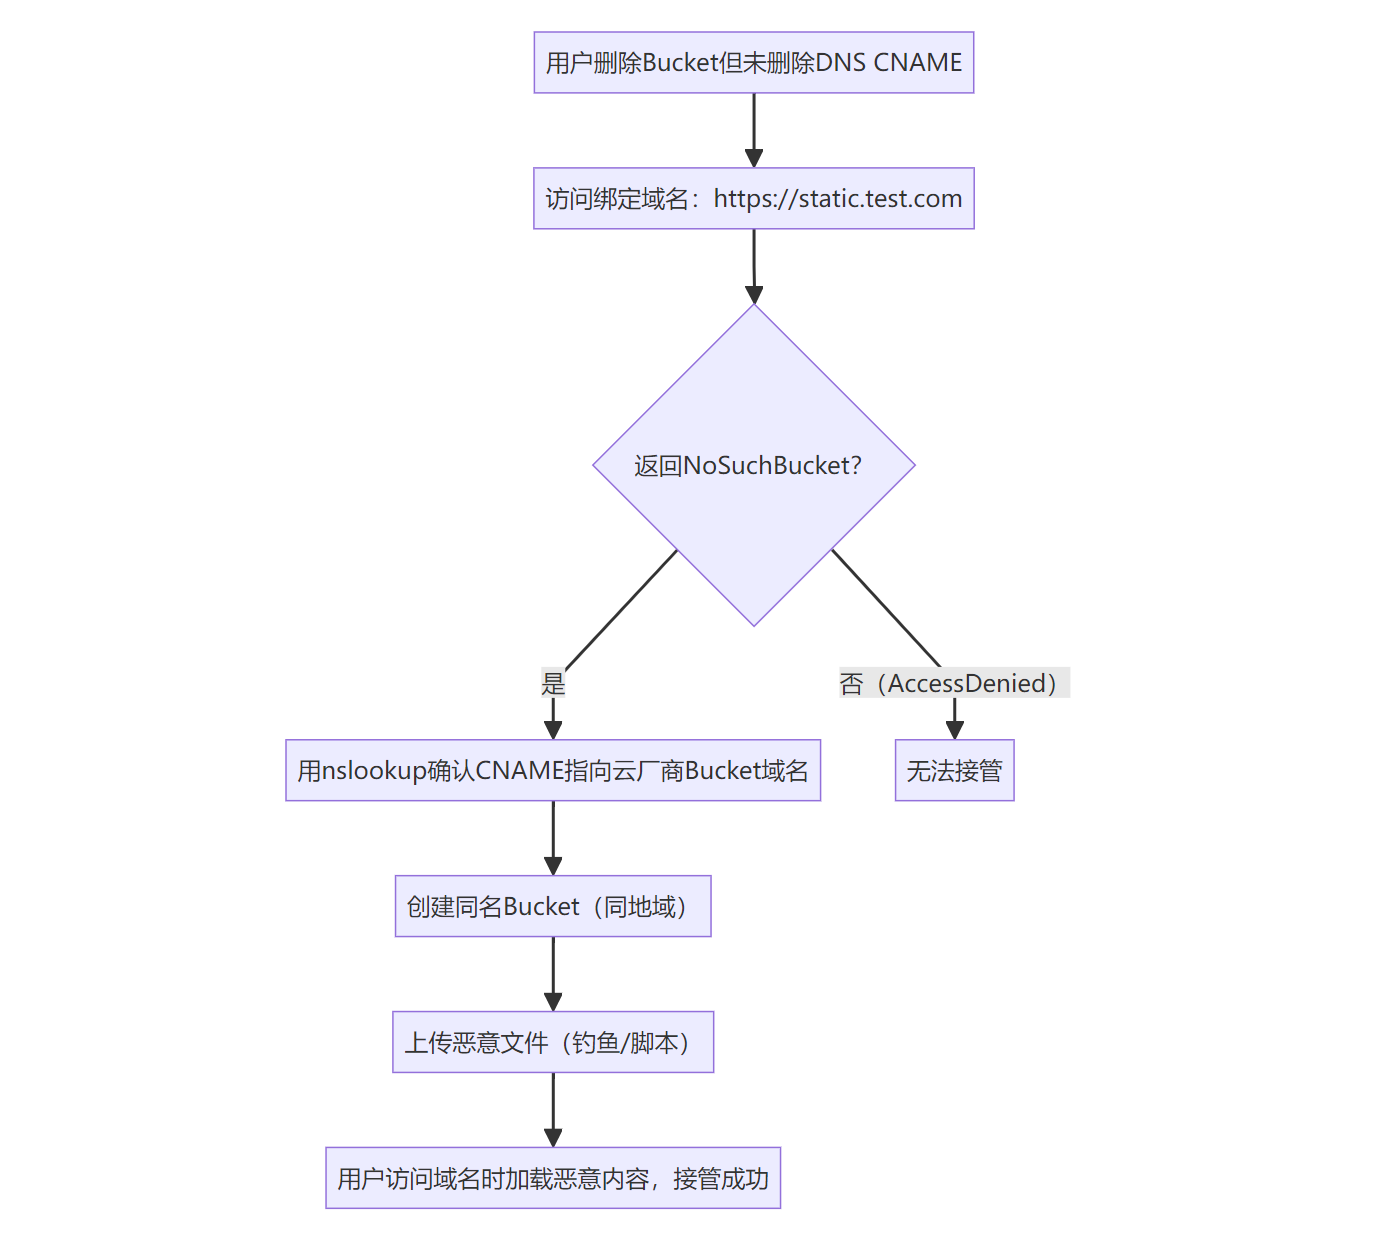 用户删除Bucket但未删除DNS CNAME
访问绑定域名：https://static.test.com
返回NoSuchBucket？
是
否（AccessDenied）
用nslookup确认CNAME指向云厂商Bucket域名
无法接管
创建同名Bucket（同地域）
上传恶意文件（钓鱼/脚本）
用户访问域名时加载恶意内容，接管成功